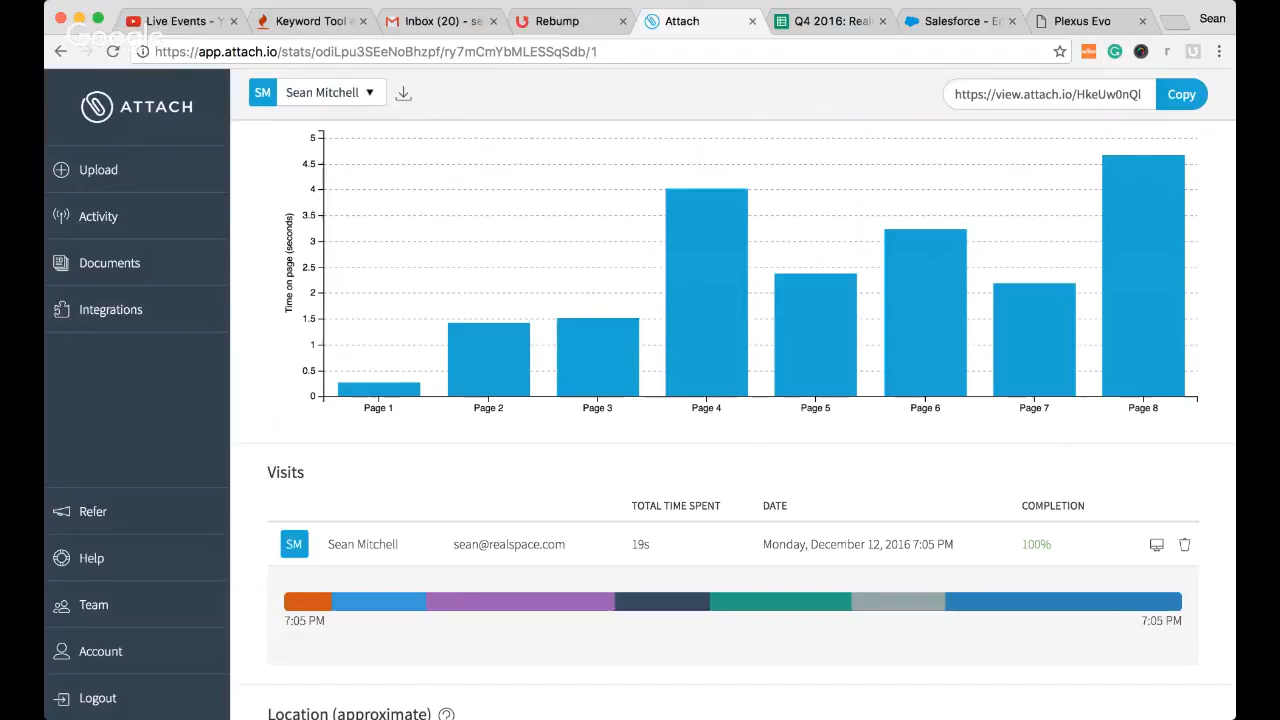 Live Events - Y
Keyword Tool a
Inbox (20) - se
Rebump
Attach
Q4 2016: Real
Salesforce - En
Plexus Evo
Sean
Google
https://app.attach.io/stats/odiLpu3SEeNoBhzpf/ry7mCmYbMLESSqSdb/1
ATTACH
SM
Sean Mitchell
https://view.attach.io/HkeUw0nQl
Copy
Upload
Activity
Documents
Integrations
Refer
Help
Team
Account
Logout
Time on page (seconds)
5
4.5
4
3.5
3
2.5
2
1.5
1
0.5
0
Page 1
Page 2
Page 3
Page 4
Page 5
Page 6
Page 7
Page 8
Visits
TOTAL TIME SPENT
DATE
COMPLETION
SM
Sean Mitchell
sean@realspace.com
19s
Monday, December 12, 2016 7:05 PM
100%
7:05 PM
7:05 PM
Location (approximate)